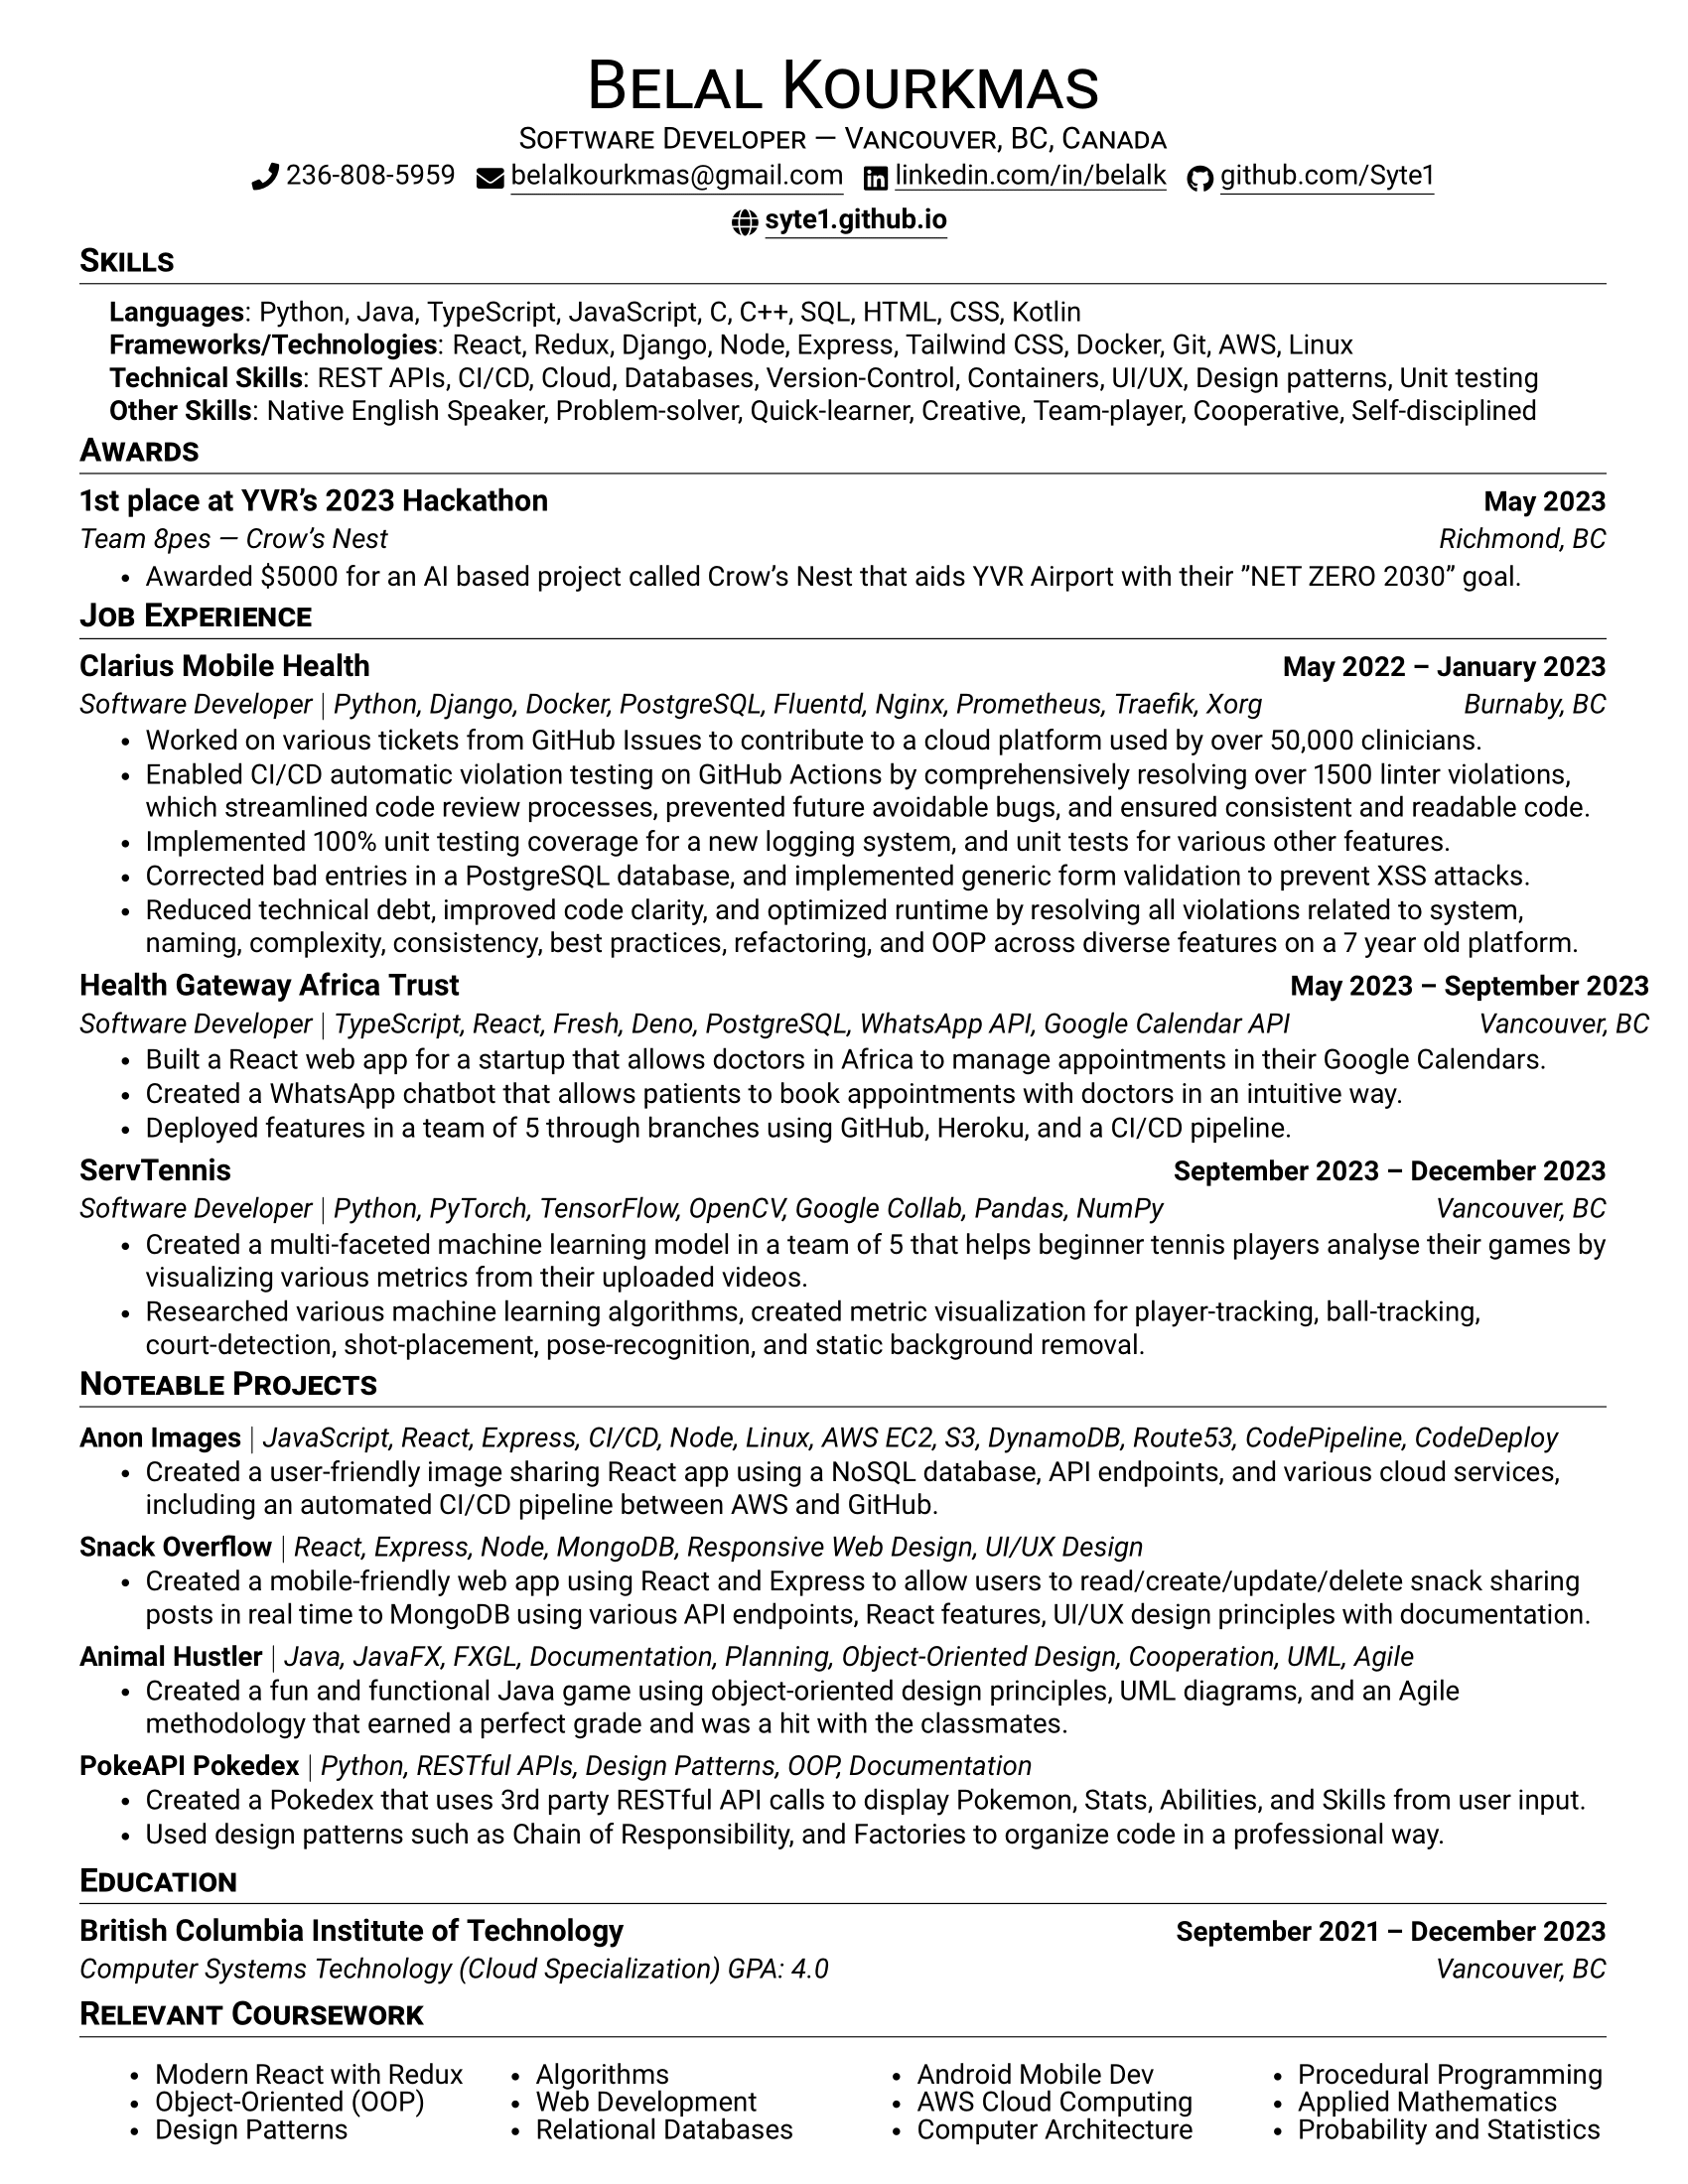 Belal Kourkmas
Software Developer — Vancouver, BC, Canada
236-808-5959 belalkourkmas@gmail.com linkedin.com/in/belalk github.com/Syte1
syte1.github.io
Skills
Languages: Python, Java, TypeScript, JavaScript, C, C++, SQL, HTML, CSS, Kotlin
Frameworks/Technologies: React, Redux, Django, Node, Express, Tailwind CSS, Docker, Git, AWS, Linux
Technical Skills: REST APIs, CI/CD, Cloud, Databases, Version-Control, Containers, UI/UX, Design patterns, Unit testing
Other Skills: Native English Speaker, Problem-solver, Quick-learner, Creative, Team-player, Cooperative, Self-disciplined
Awards
1st place at YVR’s 2023 Hackathon May 2023
Team 8pes — Crow’s Nest Richmond, BC
• Awarded $5000 for an AI based project called Crow’s Nest that aids YVR Airport with their ”NET ZERO 2030” goal.
Job Experience
Clarius Mobile Health May 2022 – January 2023
Software Developer | Python, Django, Docker, PostgreSQL, Fluentd, Nginx, Prometheus, Traefik, Xorg Burnaby, BC
• Worked on various tickets from GitHub Issues to contribute to a cloud platform used by over 50,000 clinicians.
• Enabled CI/CD automatic violation testing on GitHub Actions by comprehensively resolving over 1500 linter violations,
which streamlined code review processes, prevented future avoidable bugs, and ensured consistent and readable code.
• Implemented 100% unit testing coverage for a new logging system, and unit tests for various other features.
• Corrected bad entries in a PostgreSQL database, and implemented generic form validation to prevent XSS attacks.
• Reduced technical debt, improved code clarity, and optimized runtime by resolving all violations related to system,
naming, complexity, consistency, best practices, refactoring, and OOP across diverse features on a 7 year old platform.
Health Gateway Africa Trust May 2023 – September 2023
Software Developer | TypeScript, React, Fresh, Deno, PostgreSQL, WhatsApp API, Google Calendar API Vancouver, BC
• Built a React web app for a startup that allows doctors in Africa to manage appointments in their Google Calendars.
• Created a WhatsApp chatbot that allows patients to book appointments with doctors in an intuitive way.
• Deployed features in a team of 5 through branches using GitHub, Heroku, and a CI/CD pipeline.
ServTennis September 2023 – December 2023
Software Developer | Python, PyTorch, TensorFlow, OpenCV, Google Collab, Pandas, NumPy Vancouver, BC
• Created a multi-faceted machine learning model in a team of 5 that helps beginner tennis players analyse their games by
visualizing various metrics from their uploaded videos.
• Researched various machine learning algorithms, created metric visualization for player-tracking, ball-tracking,
court-detection, shot-placement, pose-recognition, and static background removal.
Noteable Projects
Anon Images | JavaScript, React, Express, CI/CD, Node, Linux, AWS EC2, S3, DynamoDB, Route53, CodePipeline, CodeDeploy
• Created a user-friendly image sharing React app using a NoSQL database, API endpoints, and various cloud services,
including an automated CI/CD pipeline between AWS and GitHub.
Snack Overflow | React, Express, Node, MongoDB, Responsive Web Design, UI/UX Design
• Created a mobile-friendly web app using React and Express to allow users to read/create/update/delete snack sharing
posts in real time to MongoDB using various API endpoints, React features, UI/UX design principles with documentation.
Animal Hustler | Java, JavaFX, FXGL, Documentation, Planning, Object-Oriented Design, Cooperation, UML, Agile
• Created a fun and functional Java game using object-oriented design principles, UML diagrams, and an Agile
methodology that earned a perfect grade and was a hit with the classmates.
PokeAPI Pokedex | Python, RESTful APIs, Design Patterns, OOP, Documentation
• Created a Pokedex that uses 3rd party RESTful API calls to display Pokemon, Stats, Abilities, and Skills from user input.
• Used design patterns such as Chain of Responsibility, and Factories to organize code in a professional way.
Education
British Columbia Institute of Technology September 2021 – December 2023
Computer Systems Technology (Cloud Specialization) GPA: 4.0 Vancouver, BC
Relevant Coursework
• Modern React with Redux • Algorithms • Android Mobile Dev • Procedural Programming
• Object-Oriented (OOP) • Web Development • AWS Cloud Computing • Applied Mathematics
• Design Patterns • Relational Databases • Computer Architecture • Probability and Statistics